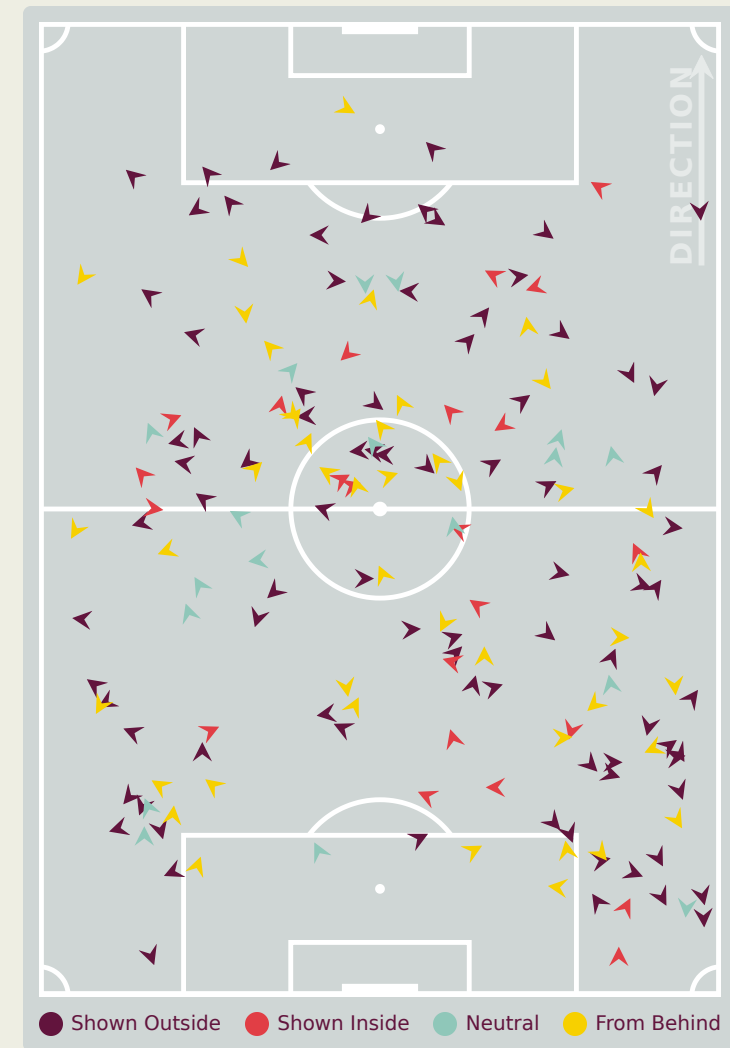 DIRECTION
Shown Outside
Shown Inside
Neutral
From Behind